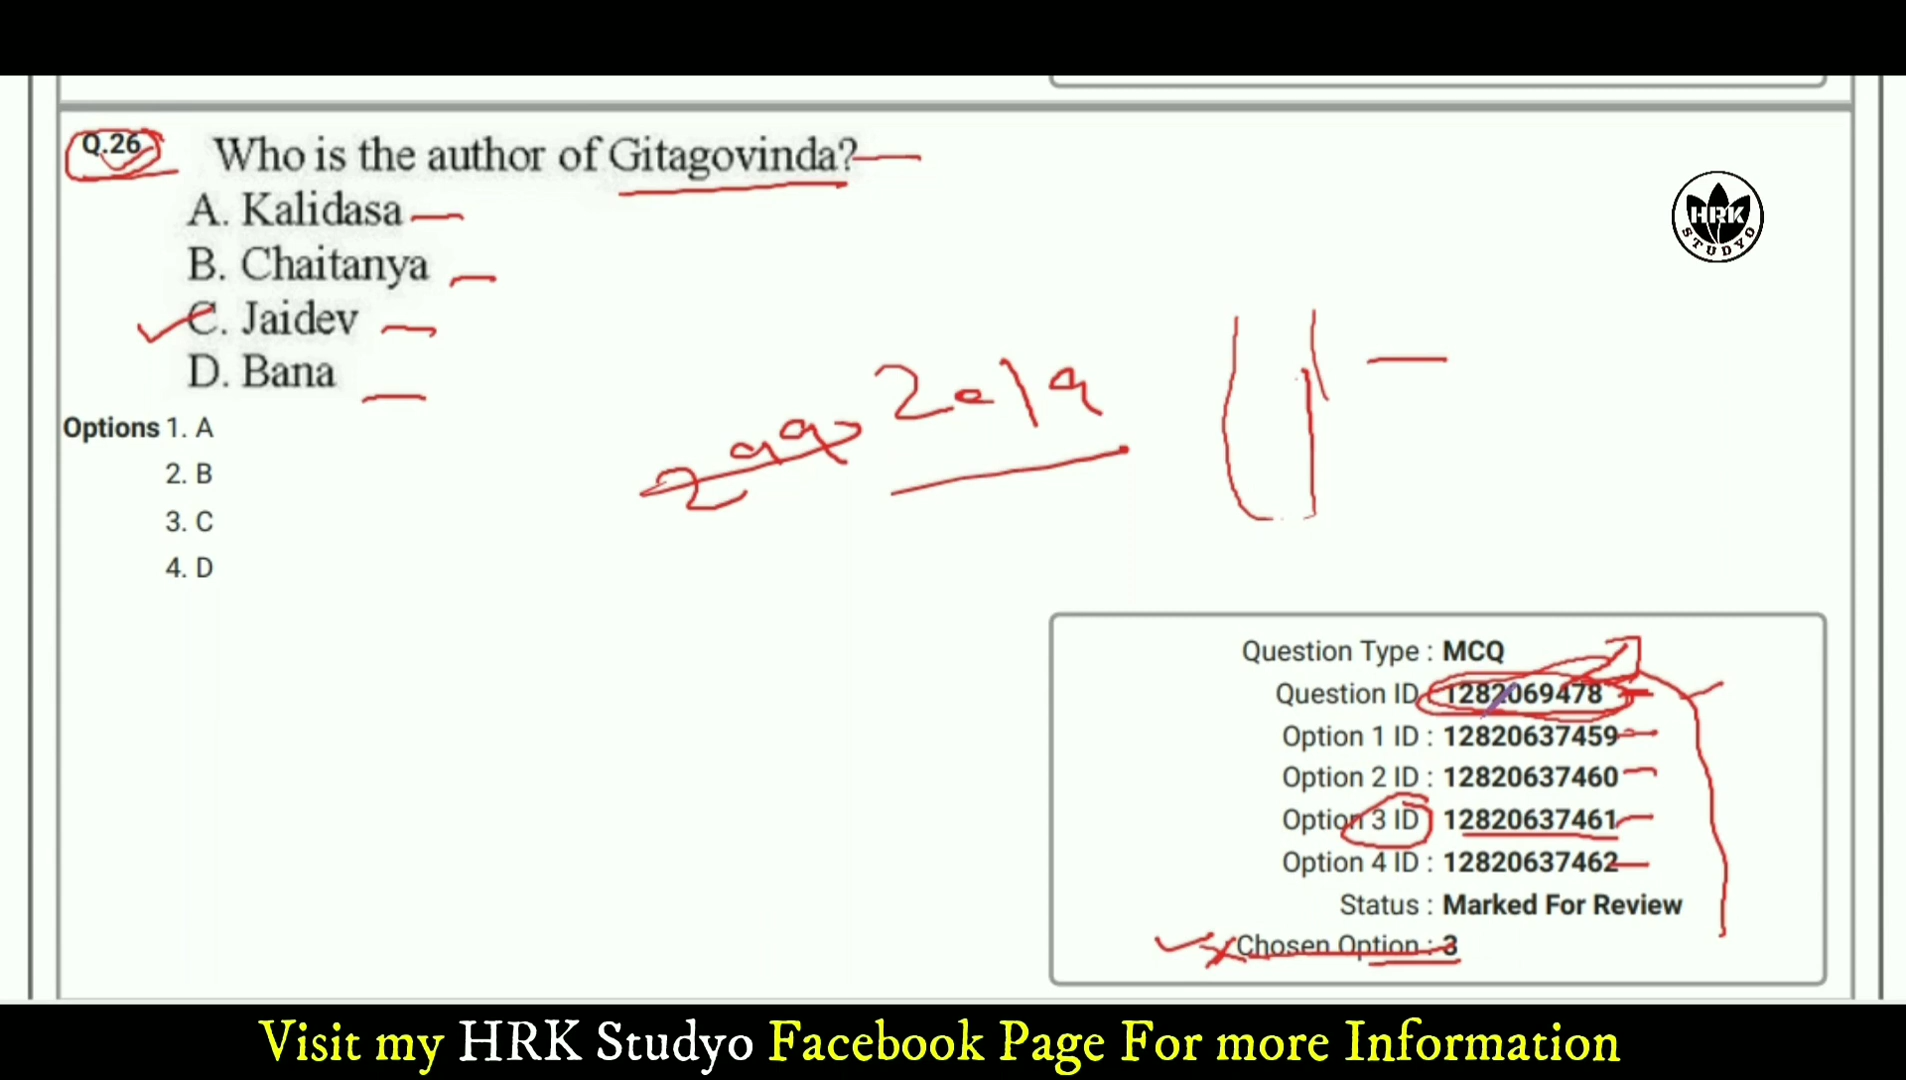 Q.26 Who is the author of Gitagovinda?
A. Kalidasa
B. Chaitanya
C. Jaidev
D. Bana
Options 1. A
2. B
3. C
4. D
HRK
STUDYO
Question Type : MCQ
Question ID 1282069478
Option 1 ID : 12820637459
Option 2 ID : 12820637460
Option 3 ID 12820637461
Option 4 ID : 12820637462
Status : Marked For Review
Chosen Option : 3
Visit my HRK Studyo Facebook Page For more Information